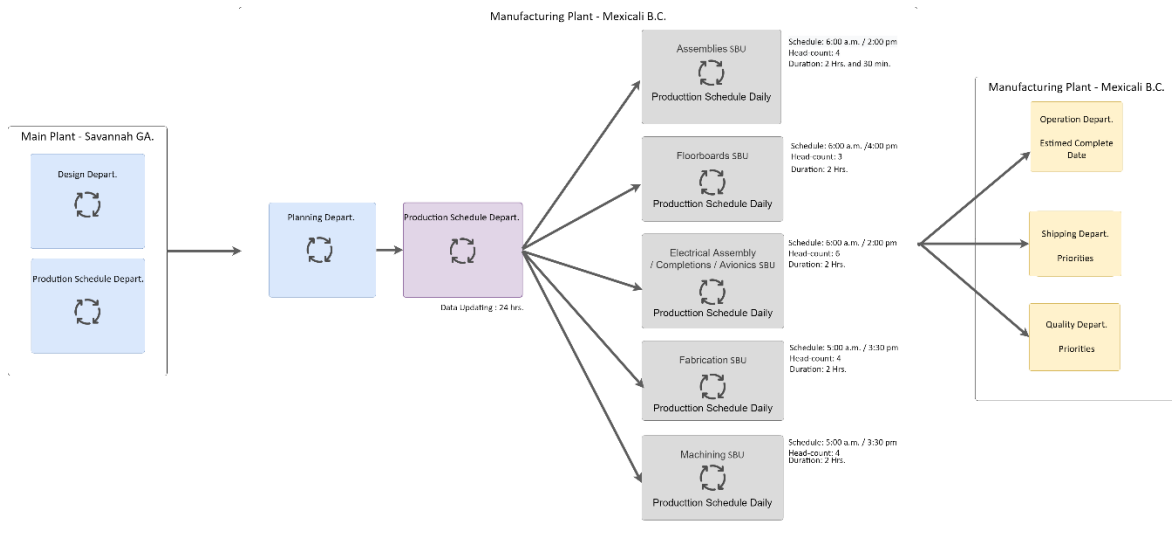 Manufacturing Plant - Mexicali B.C.
Main Plant - Savannah GA.
Design Depart.
Prodution Schedule Depart.
Planning Depart.
Production Schedule Depart.
Data Updating : 24 hrs.
Assemblies SBU
Producttion Schedule Daily
Schedule: 6:00 a.m. / 2:00 pm
Head-count: 4
Duration: 2 Hrs. and 30 min.
Floorboards SBU
Producttion Schedule Daily
Schedule: 6:00 a.m. /4:00 pm
Head-count: 3
Duration: 2 Hrs.
Electrical Assembly
/ Completions / Avionics SBU
Producttion Schedule Daily
Schedule: 6:00 a.m. / 2:00 pm
Head-count: 6
Duration: 2 Hrs.
Fabrication SBU
Producttion Schedule Daily
Schedule: 5:00 a.m. / 3:30 pm
Head-count: 4
Duration: 2 Hrs.
Machining SBU
Producttion Schedule Daily
Schedule: 5:00 a.m. / 3:30 pm
Head-count: 4
Duration: 2 Hrs.
Manufacturing Plant - Mexicali B.C.
Operation Depart.
Estimed Complete
Date
Shipping Depart.
Priorities
Quality Depart.
Priorities